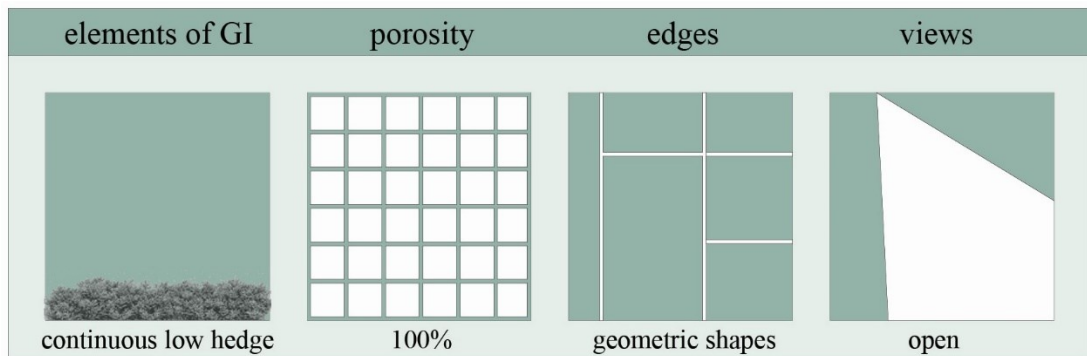 elements of GI porosity edges views
continuous low hedge 100% geometric shapes open